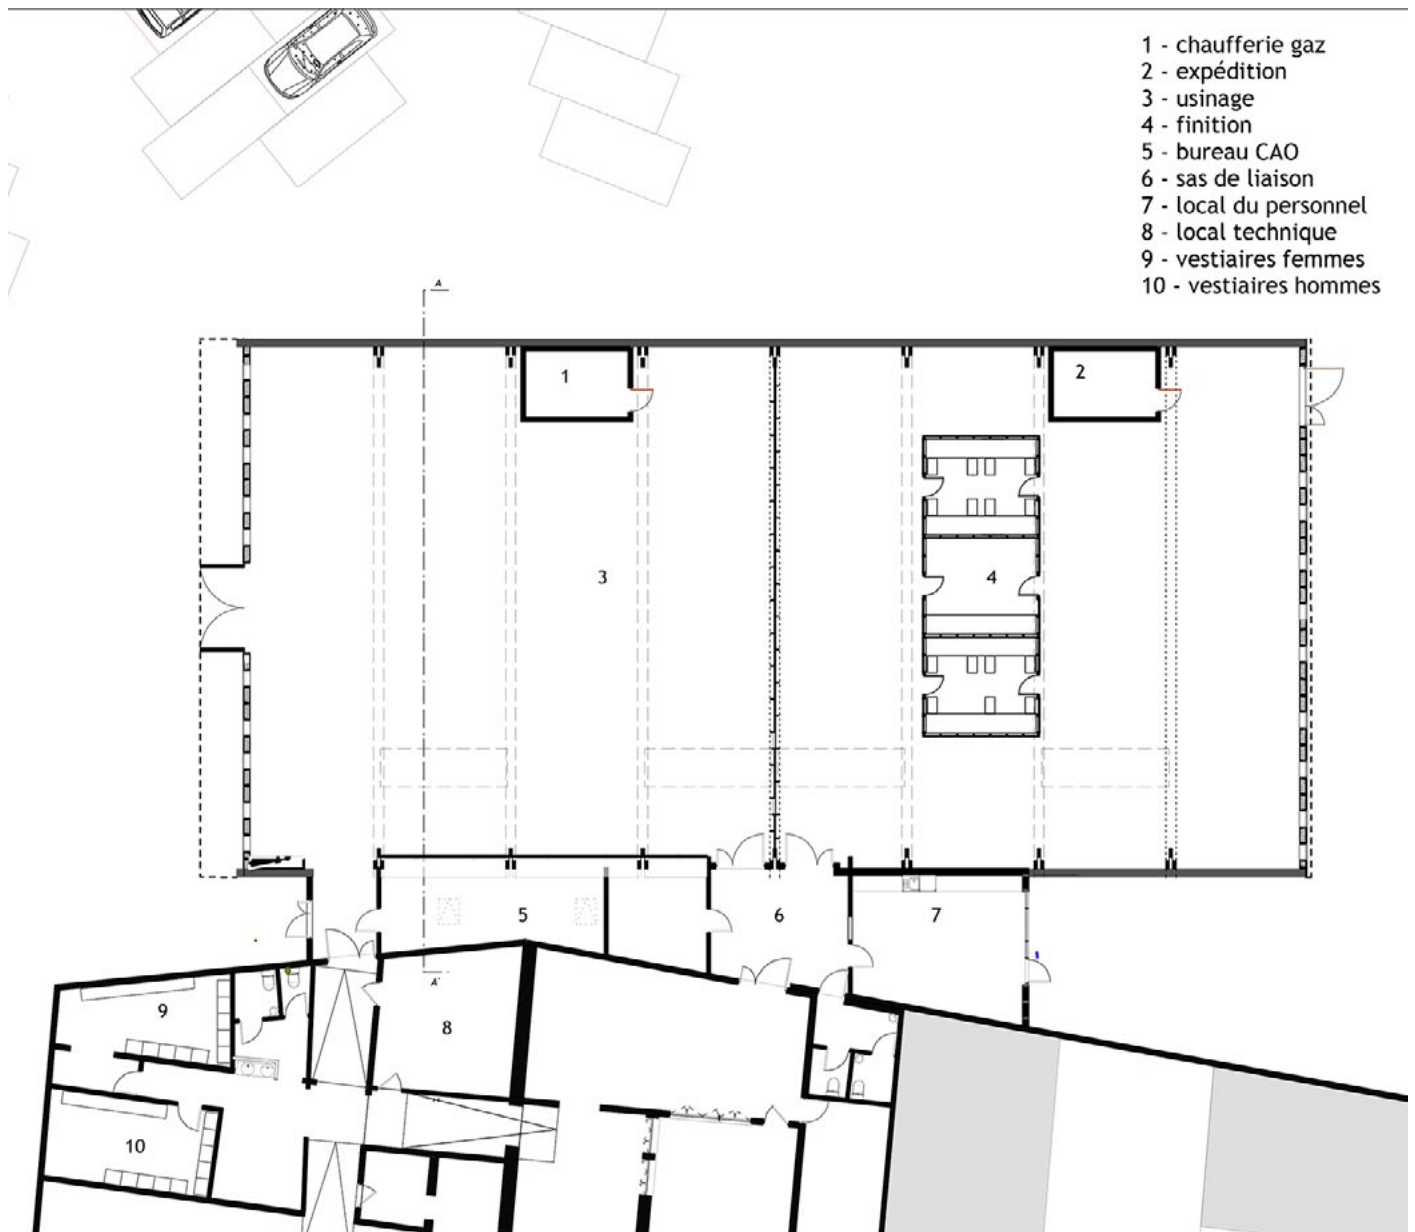 1 - chaufferie gaz
2 - expédition
3 - usinage
4 - finition
5 - bureau CAO
6 - sas de liaison
7 - local du personnel
8 - local technique
9 - vestiaires femmes
10 - vestiaires hommes
A
1
2
3
4
5
6
7
A'
8
9
10